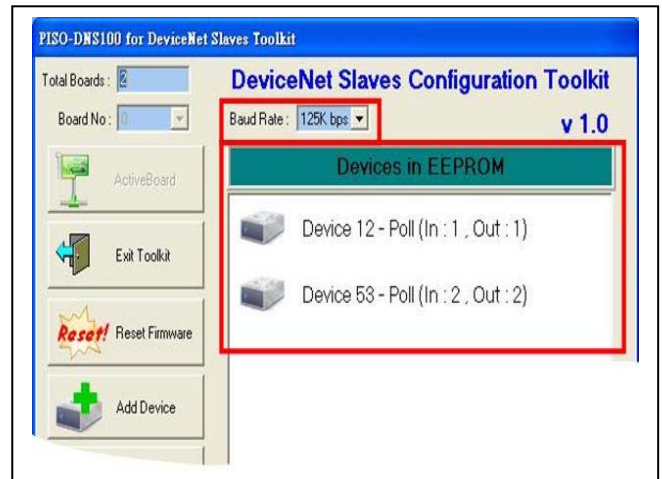 PISO-DNS100 for DeviceNet Slaves Toolkit
Total Boards : 2
DeviceNet Slaves Configuration Toolkit
Board No : 0
Baud Rate : 125K bps
v 1.0
Devices in EEPROM
ActiveBoard
Device 12 - Poll (In : 1 , Out : 1)
Exit Toolkit
Device 53 - Poll (In : 2 , Out : 2)
Reset! Reset Firmware
Add Device